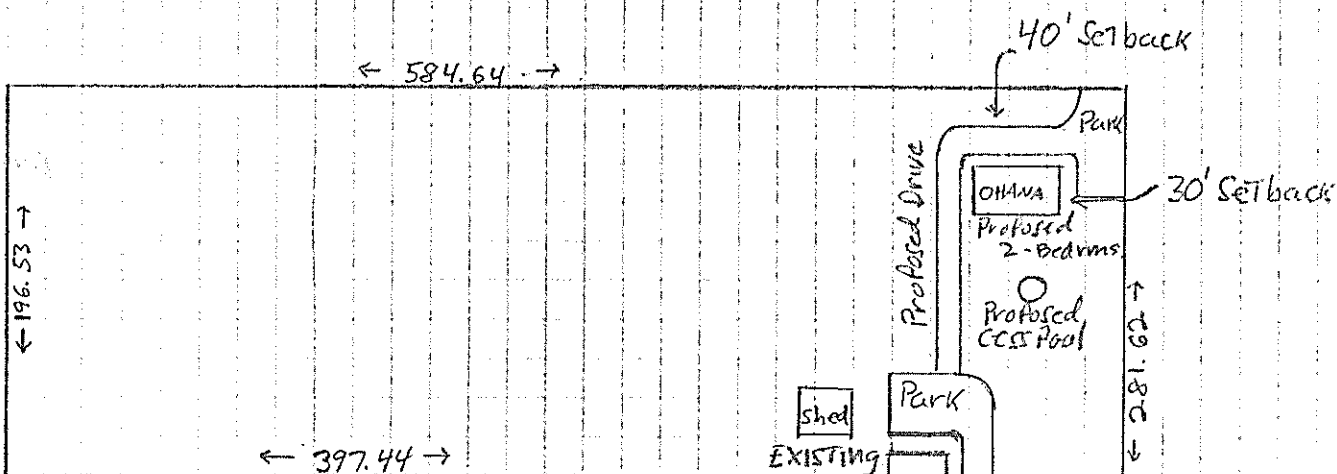 40' Setback
← 584.64 →
Park
OHANA
30' Setback
Proposed
2-Bedrms.
Proposed Drive
← 196.53 →
Proposed
CESS Pool
← 281.62 →
Park
shed
EXISTING
← 397.44 →